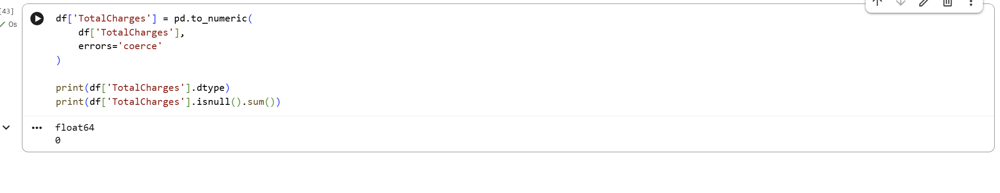 [43]
0s
df['TotalCharges'] = pd.to_numeric(
    df['TotalCharges'],
    errors='coerce'
)
print(df['TotalCharges'].dtype)
print(df['TotalCharges'].isnull().sum())
float64
0